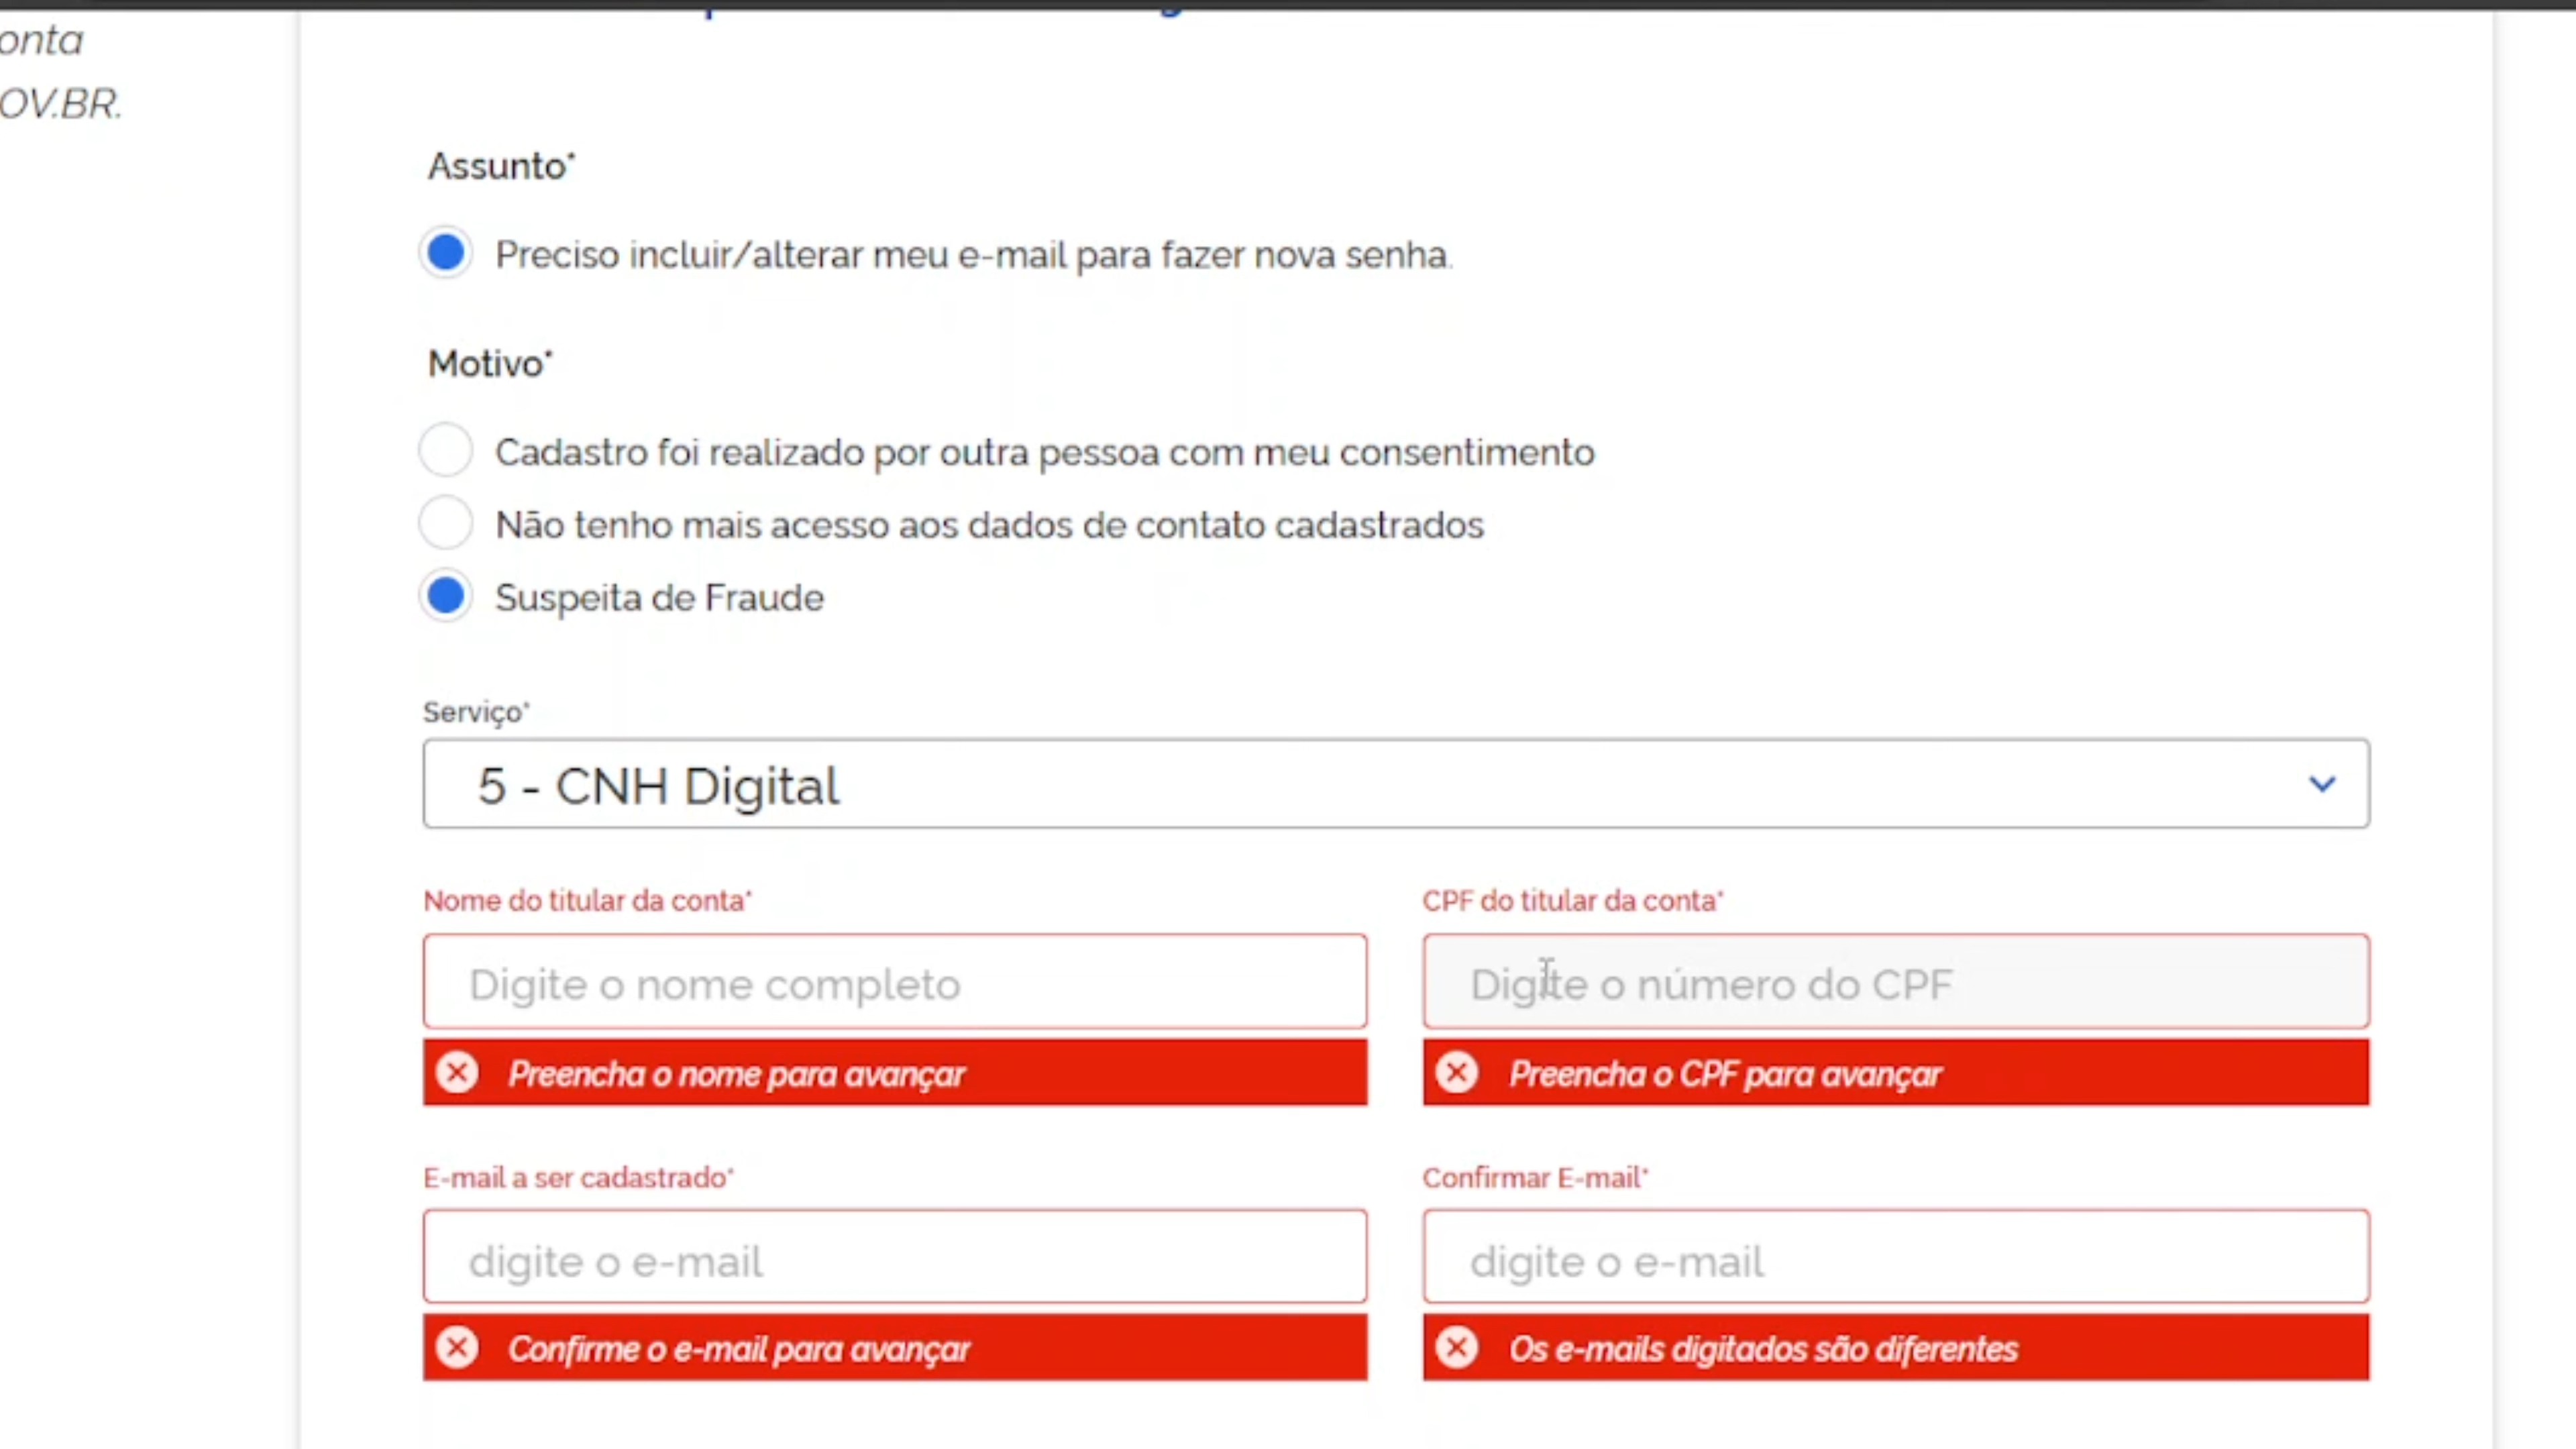 onta
OV.BR.
Assunto*
Preciso incluir/alterar meu e-mail para fazer nova senha.
Motivo*
Cadastro foi realizado por outra pessoa com meu consentimento
Não tenho mais acesso aos dados de contato cadastrados
Suspeita de Fraude
Serviço*
5 - CNH Digital
Nome do titular da conta*
CPF do titular da conta*
Digite o nome completo
Digite o número do CPF
Preencha o nome para avançar
Preencha o CPF para avançar
E-mail a ser cadastrado*
Confirmar E-mail*
digite o e-mail
digite o e-mail
Confirme o e-mail para avançar
Os e-mails digitados são diferentes